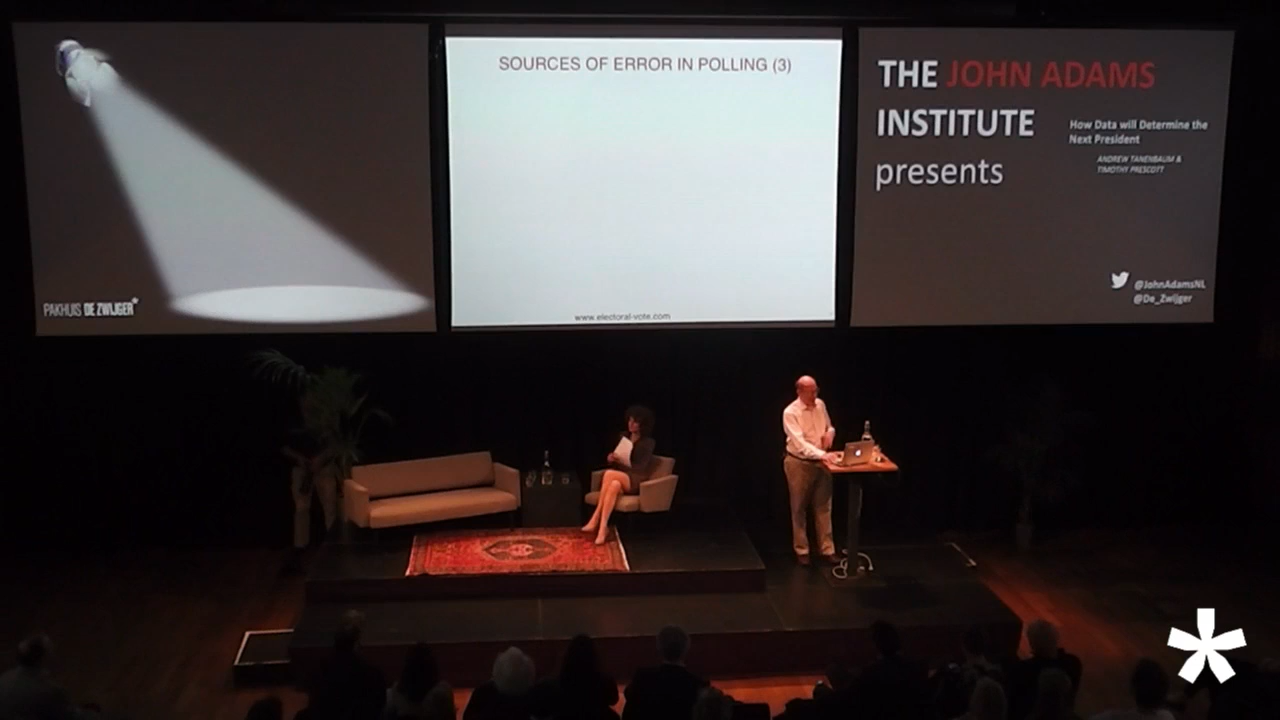 PAKHUIS DE ZWIJGER*
SOURCES OF ERROR IN POLLING (3)
www.electoral-vote.com
THE JOHN ADAMS
INSTITUTE
presents
How Data will Determine the
Next President
ANDREW TANENBAUM &
TIMOTHY PRESCOTT
@JohnAdamsNL
@De_Zwijger